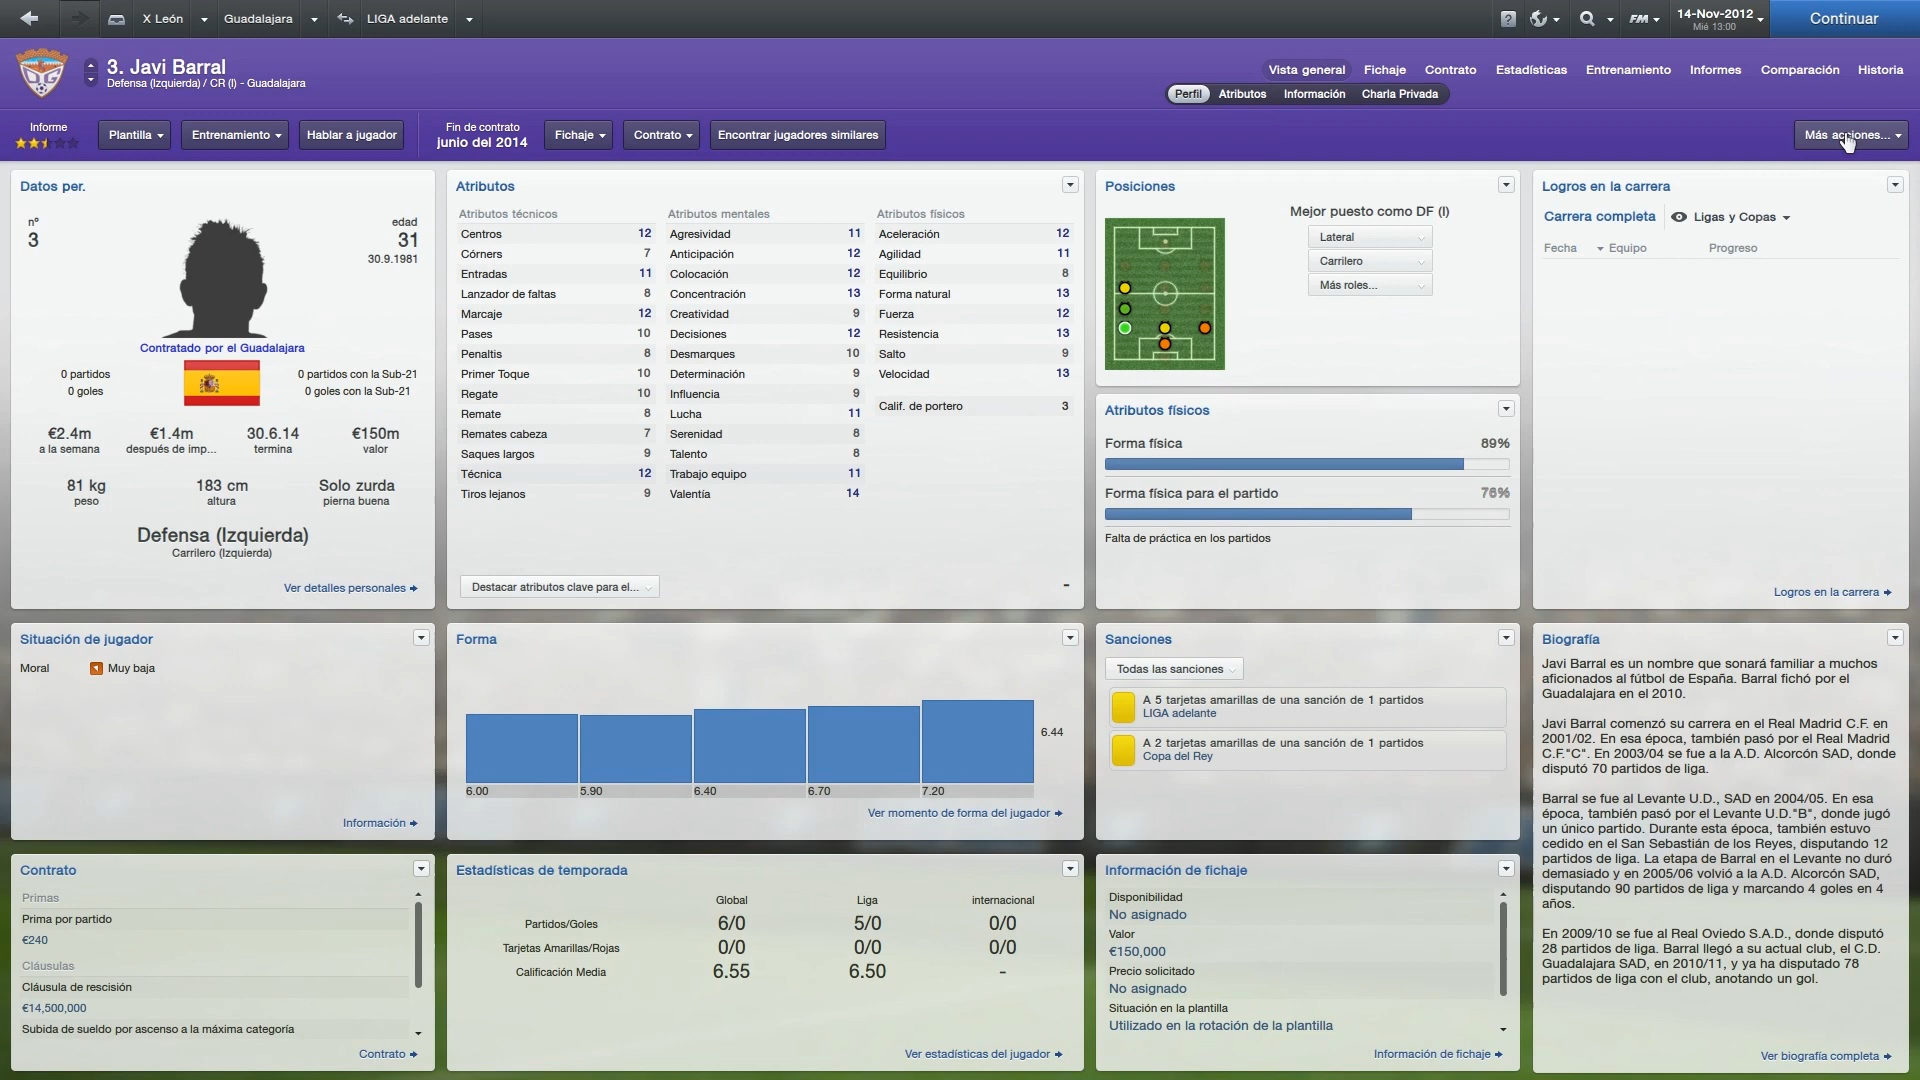 X León
Guadalajara
LIGA adelante
?
FM
14-Nov-2012
Mié 13:00
Continuar
3. Javi Barral
Defensa (Izquierda) / CR (I) - Guadalajara
Vista general
Fichaje
Contrato
Estadísticas
Entrenamiento
Informes
Comparación
Historia
Perfil
Atributos
Información
Charla Privada
Informe
Plantilla
Entrenamiento
Hablar a jugador
Fin de contrato
junio del 2014
Fichaje
Contrato
Encontrar jugadores similares
Más acciones...
Datos per.
nº
3
edad
31
30.9.1981
Contratado por el Guadalajara
0 partidos
0 goles
0 partidos con la Sub-21
0 goles con la Sub-21
€2.4m
a la semana
€1.4m
después de imp...
30.6.14
termina
€150m
valor
81 kg
peso
183 cm
altura
Solo zurda
pierna buena
Defensa (Izquierda)
Carrilero (Izquierda)
Ver detalles personales
Atributos
Atributos técnicos
Centros 12
Córners 7
Entradas 11
Lanzador de faltas 8
Marcaje 12
Pases 10
Penaltis 8
Primer Toque 10
Regate 10
Remate 8
Remates cabeza 7
Saques largos 9
Técnica 12
Tiros lejanos 9
Atributos mentales
Agresividad 11
Anticipación 12
Colocación 12
Concentración 13
Creatividad 9
Decisiones 12
Desmarques 10
Determinación 9
Influencia 9
Lucha 11
Serenidad 8
Talento 8
Trabajo equipo 11
Valentía 14
Atributos físicos
Aceleración 12
Agilidad 11
Equilibrio 8
Forma natural 13
Fuerza 12
Resistencia 13
Salto 9
Velocidad 13
Calif. de portero 3
Destacar atributos clave para el...
-
Posiciones
Mejor puesto como DF (I)
Lateral
Carrilero
Más roles...
Atributos físicos
Forma física 89%
Forma física para el partido 76%
Falta de práctica en los partidos
Logros en la carrera
Carrera completa
Ligas y Copas
Fecha
Equipo
Progreso
Logros en la carrera
Situación de jugador
Moral
Muy baja
Información
Forma
6.00
5.90
6.40
6.70
7.20
6.44
Ver momento de forma del jugador
Sanciones
Todas las sanciones
A 5 tarjetas amarillas de una sanción de 1 partidos
LIGA adelante
A 2 tarjetas amarillas de una sanción de 1 partidos
Copa del Rey
Biografía
Javi Barral es un nombre que sonará familiar a muchos
aficionados al fútbol de España. Barral fichó por el
Guadalajara en el 2010.
Javi Barral comenzó su carrera en el Real Madrid C.F. en
2001/02. En esa época, también pasó por el Real Madrid
C.F."C". En 2003/04 se fue a la A.D. Alcorcón SAD, donde
disputó 70 partidos de liga.
Barral se fue al Levante U.D., SAD en 2004/05. En esa
época, también pasó por el Levante U.D."B", donde jugó
un único partido. Durante esta época, también estuvo
cedido en el San Sebastián de los Reyes, disputando 12
partidos de liga. La etapa de Barral en el Levante no duró
demasiado y en 2005/06 volvió a la A.D. Alcorcón SAD,
disputando 90 partidos de liga y marcando 4 goles en 4
años.
En 2009/10 se fue al Real Oviedo S.A.D., donde disputó
28 partidos de liga. Barral llegó a su actual club, el C.D.
Guadalajara SAD, en 2010/11, y ya ha disputado 78
partidos de liga con el club, anotando un gol.
Ver biografía completa
Contrato
Primas
Prima por partido
€240
Cláusulas
Cláusula de rescisión
€14,500,000
Subida de sueldo por ascenso a la máxima categoría
Contrato
Estadísticas de temporada
Global Liga internacional
Partidos/Goles 6/0 5/0 0/0
Tarjetas Amarillas/Rojas 0/0 0/0 0/0
Calificación Media 6.55 6.50 -
Ver estadísticas del jugador
Información de fichaje
Disponibilidad
No asignado
Valor
€150,000
Precio solicitado
No asignado
Situación en la plantilla
Utilizado en la rotación de la plantilla
Información de fichaje